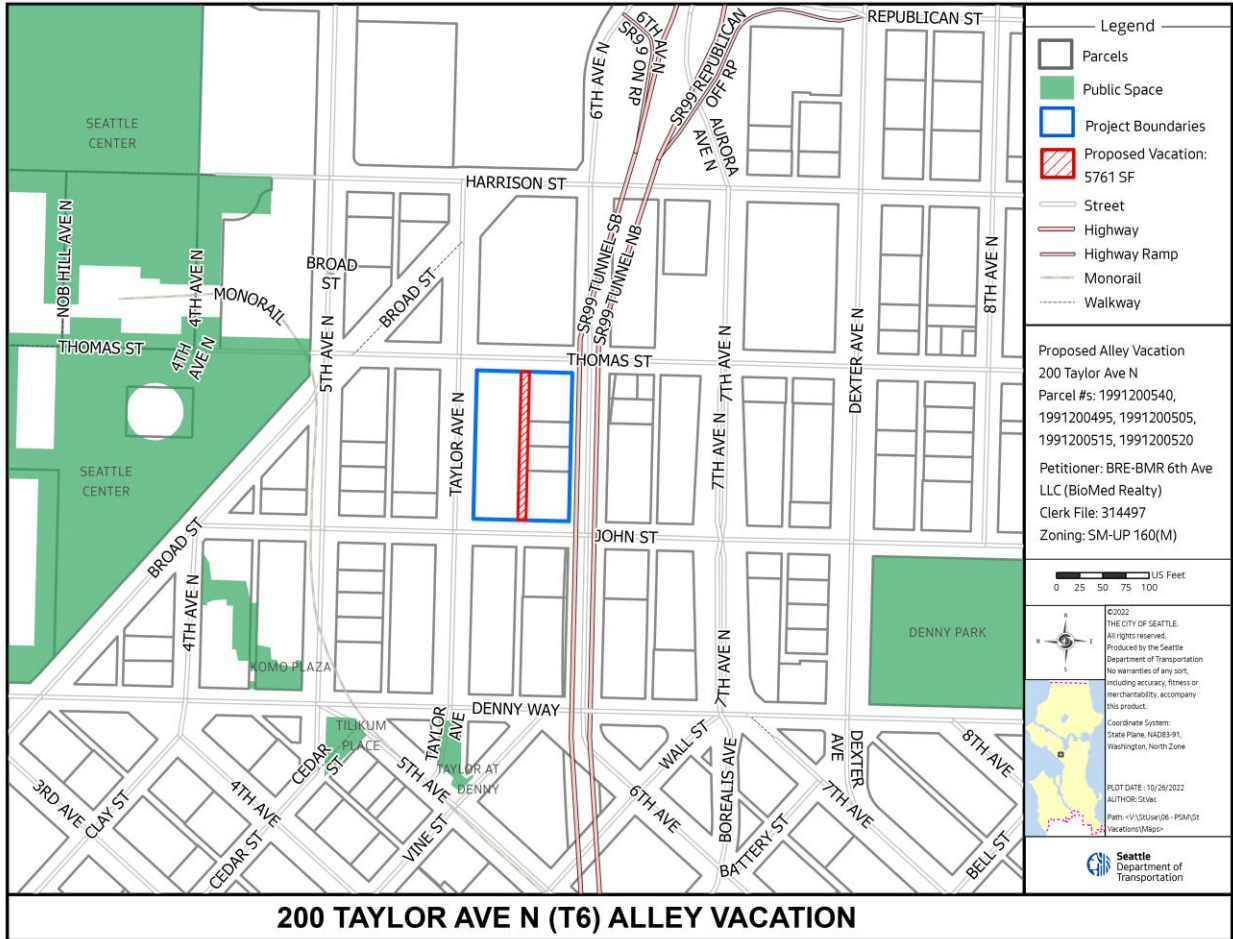 REPUBLICAN ST
6TH AV N
SR99 ON RP
6TH AVE N
SR99 REPUBLICAN
OFF RP
AURORA
AVE N
SEATTLE
CENTER
HARRISON ST
NOB HILL AVE N
4TH AVE N
BROAD
ST
BROAD ST
MONORAIL
SR99 TUNNEL SB
SR99 TUNNEL NB
8TH AVE N
THOMAS ST
4TH
AVE N
5TH AVE N
THOMAS ST
7TH AVE N
7TH AVE N
DEXTER AVE N
TAYLOR AVE N
7TH AVE N
SEATTLE
CENTER
JOHN ST
BROAD ST
4TH AVE N
KOMO PLAZA
DENNY PARK
7TH AVE N
DENNY WAY
TILIKUM
PLACE
TAYLOR
AVE
CEDAR
ST
TAYLOR AT
DENNY
5TH AVE
WALL ST
BOREALIS AVE
DEXTER
AVE
8TH AVE
3RD AVE
CLAY ST
4TH AVE
CEDAR ST
VINE ST
6TH AVE
BATTERY ST
7TH AVE
BELL ST
Legend
Parcels
Public Space
Project Boundaries
Proposed Vacation:
5761 SF
Street
Highway
Highway Ramp
Monorail
Walkway
Proposed Alley Vacation
200 Taylor Ave N
Parcel #s: 1991200540,
1991200495, 1991200505,
1991200515, 1991200520
Petitioner: BRE-BMR 6th Ave
LLC (BioMed Realty)
Clerk File: 314497
Zoning: SM-UP 160(M)
US Feet
0 25 50 75 100
N
W E
S
©2022
THE CITY OF SEATTLE.
All rights reserved.
Produced by the Seattle
Department of Transportation
No warranties of any sort,
including accuracy, fitness or
merchantability, accompany
this product.
Coordinate System:
State Plane, NAD83-91,
Washington, North Zone
PLOT DATE : 10/26/2022
AUTHOR: StVac
Path: <V:\StUse\06 - PSM\St
Vacations\Maps>
Seattle
Department of
Transportation
200 TAYLOR AVE N (T6) ALLEY VACATION